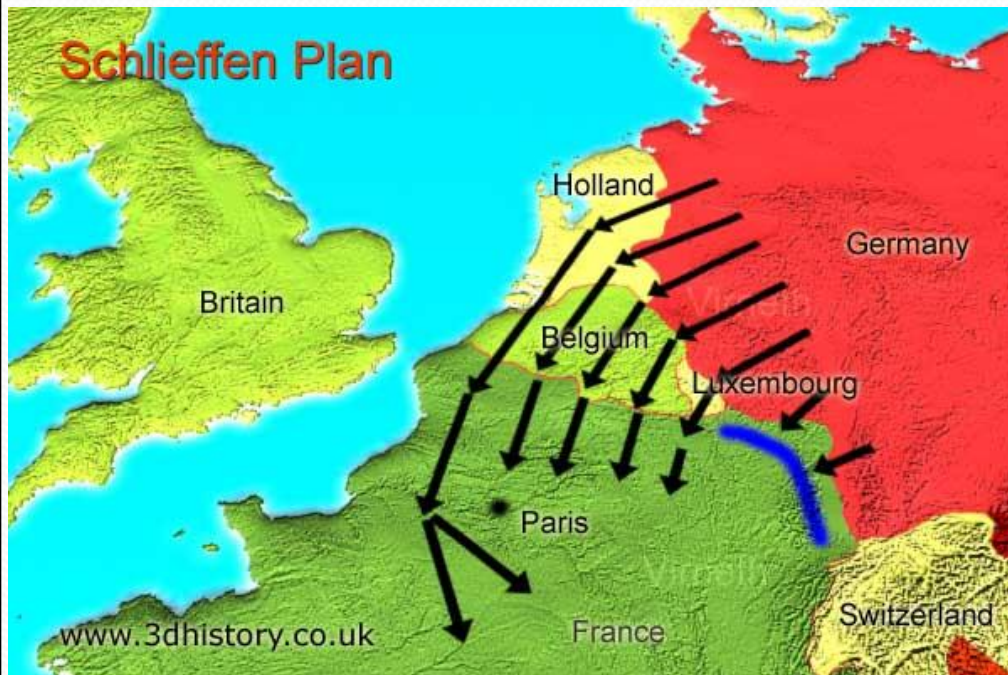 Schlieffen Plan
Holland
Germany
Britain
Belgium
Luxembourg
Paris
Switzerland
France
www.3dhistory.co.uk